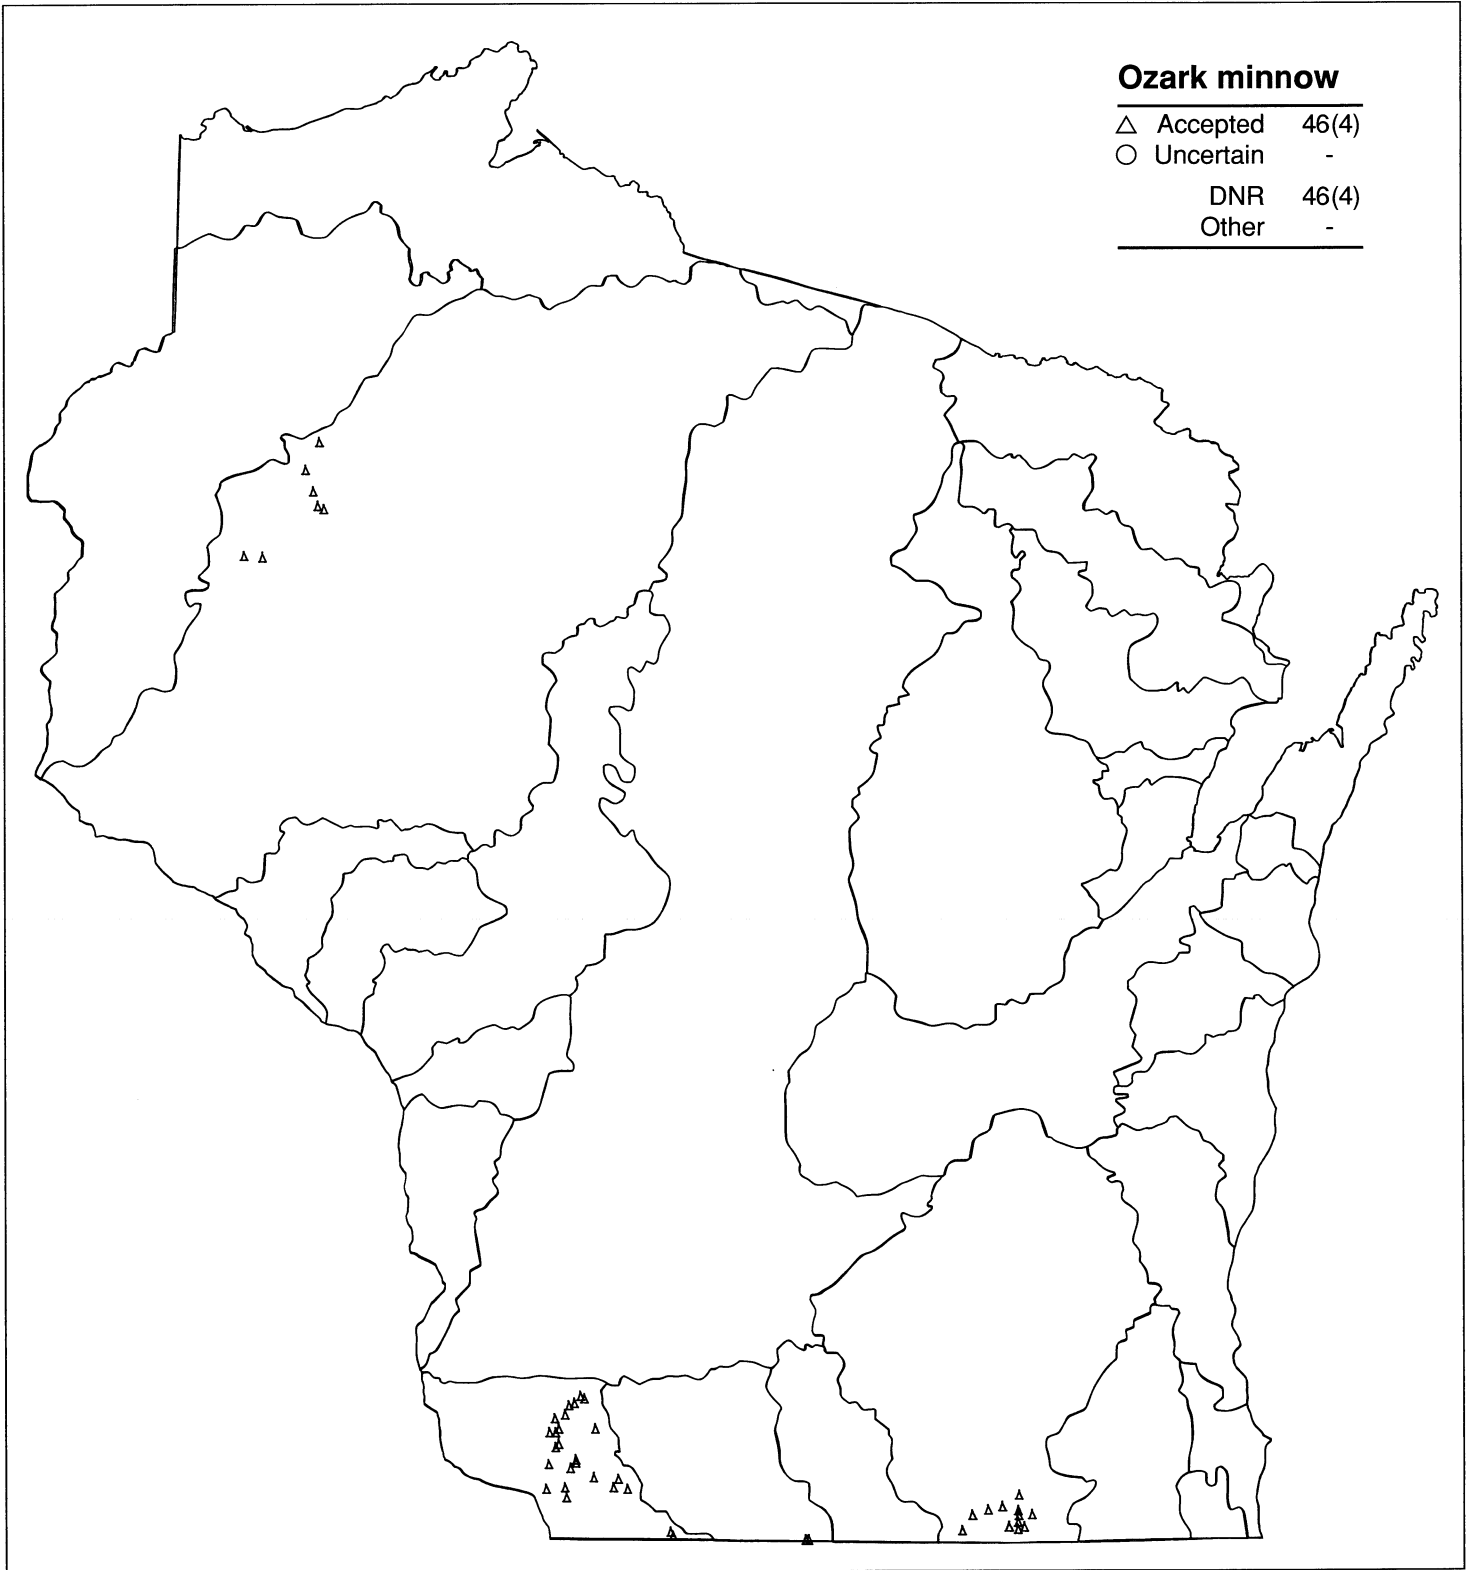 Ozark minnow
Accepted 46(4)
Uncertain -
DNR 46(4)
Other -